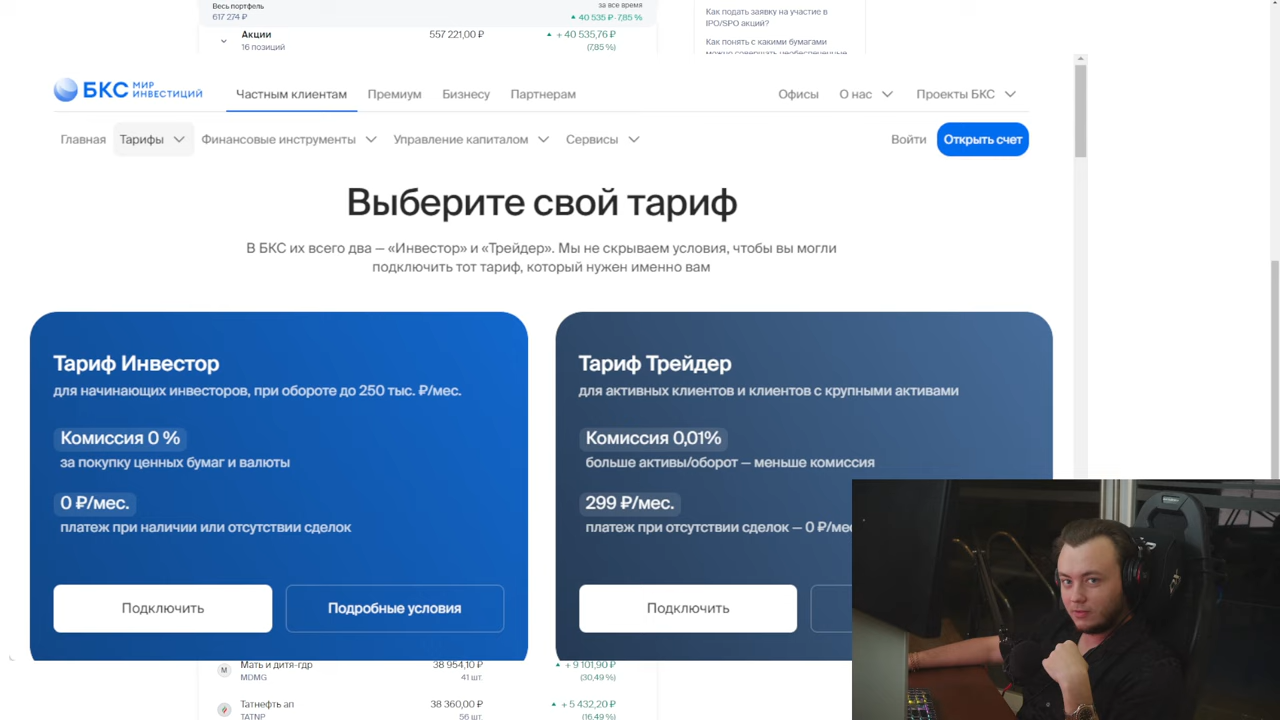 Весь портфель
617 274 ₽
за все время
40 535 ₽ · 7,85 %
Акции
16 позиций
557 221,00 ₽
+ 40 535,76 ₽
(7,85 %)
Как подать заявку на участие в
IPO/SPO акций?
Как понять с какими бумагами
БКС МИР ИНВЕСТИЦИЙ
Частным клиентам
Премиум
Бизнесу
Партнерам
Офисы
О нас
Проекты БКС
Главная
Тарифы
Финансовые инструменты
Управление капиталом
Сервисы
Войти
Открыть счет
Выберите свой тариф
В БКС их всего два — «Инвестор» и «Трейдер». Мы не скрываем условия, чтобы вы могли
подключить тот тариф, который нужен именно вам
Тариф Инвестор
для начинающих инвесторов, при обороте до 250 тыс. ₽/мес.
Комиссия 0 %
за покупку ценных бумаг и валюты
0 ₽/мес.
платеж при наличии или отсутствии сделок
Подключить
Подробные условия
Тариф Трейдер
для активных клиентов и клиентов с крупными активами
Комиссия 0,01%
больше активы/оборот — меньше комиссия
299 ₽/мес.
платеж при отсутствии сделок — 0 ₽/ме
Подключить
М
Мать и дитя-гдр
MDMG
38 954,10 ₽
41 шт.
+ 9 101,90 ₽
(30,49 %)
Татнефть ап
TATNP
38 360,00 ₽
56 шт.
+ 5 432,20 ₽
(16,49 %)